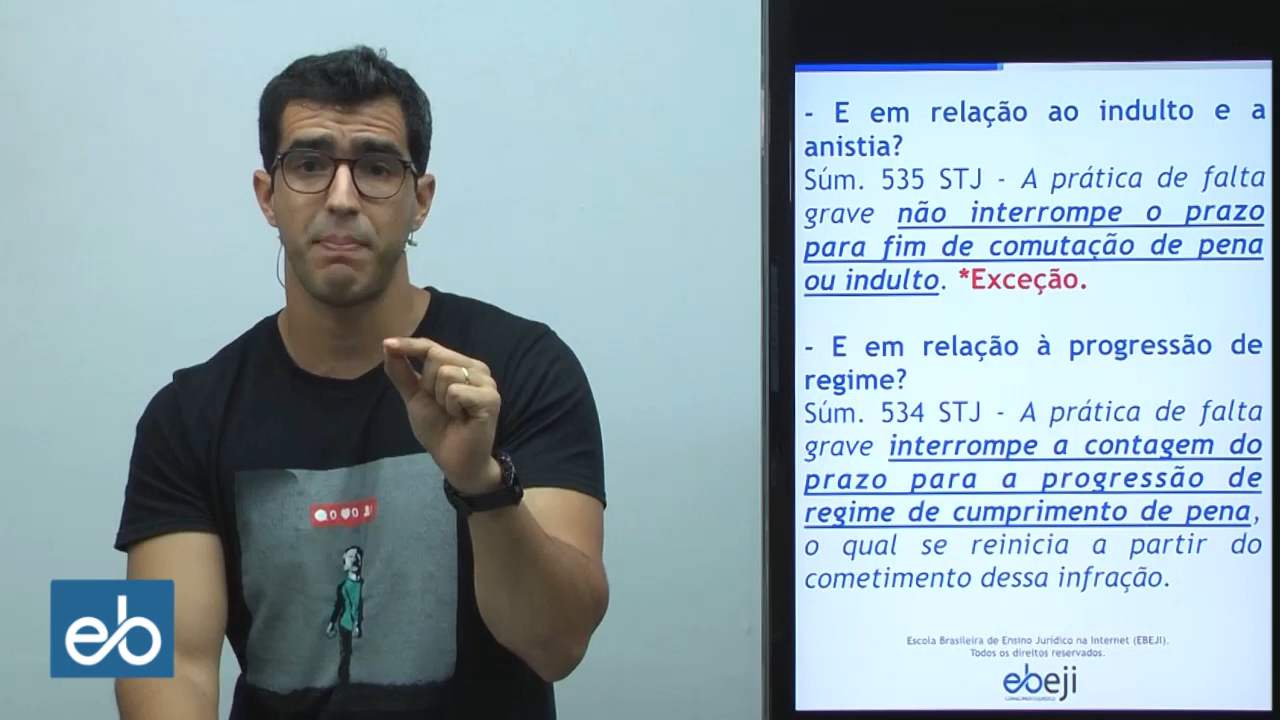 - E em relação ao indulto e a
anistia?
Súm. 535 STJ - A prática de falta
grave não interrompe o prazo
para fim de comutação de pena
ou indulto. *Exceção.
- E em relação à progressão de
regime?
Súm. 534 STJ - A prática de falta
grave interrompe a contagem do
prazo para a progressão de
regime de cumprimento de pena,
o qual se reinicia a partir do
cometimento dessa infração.
Escola Brasileira de Ensino Jurídico na Internet (EBEJI).
Todos os direitos reservados.
ebeji
eb
0 0